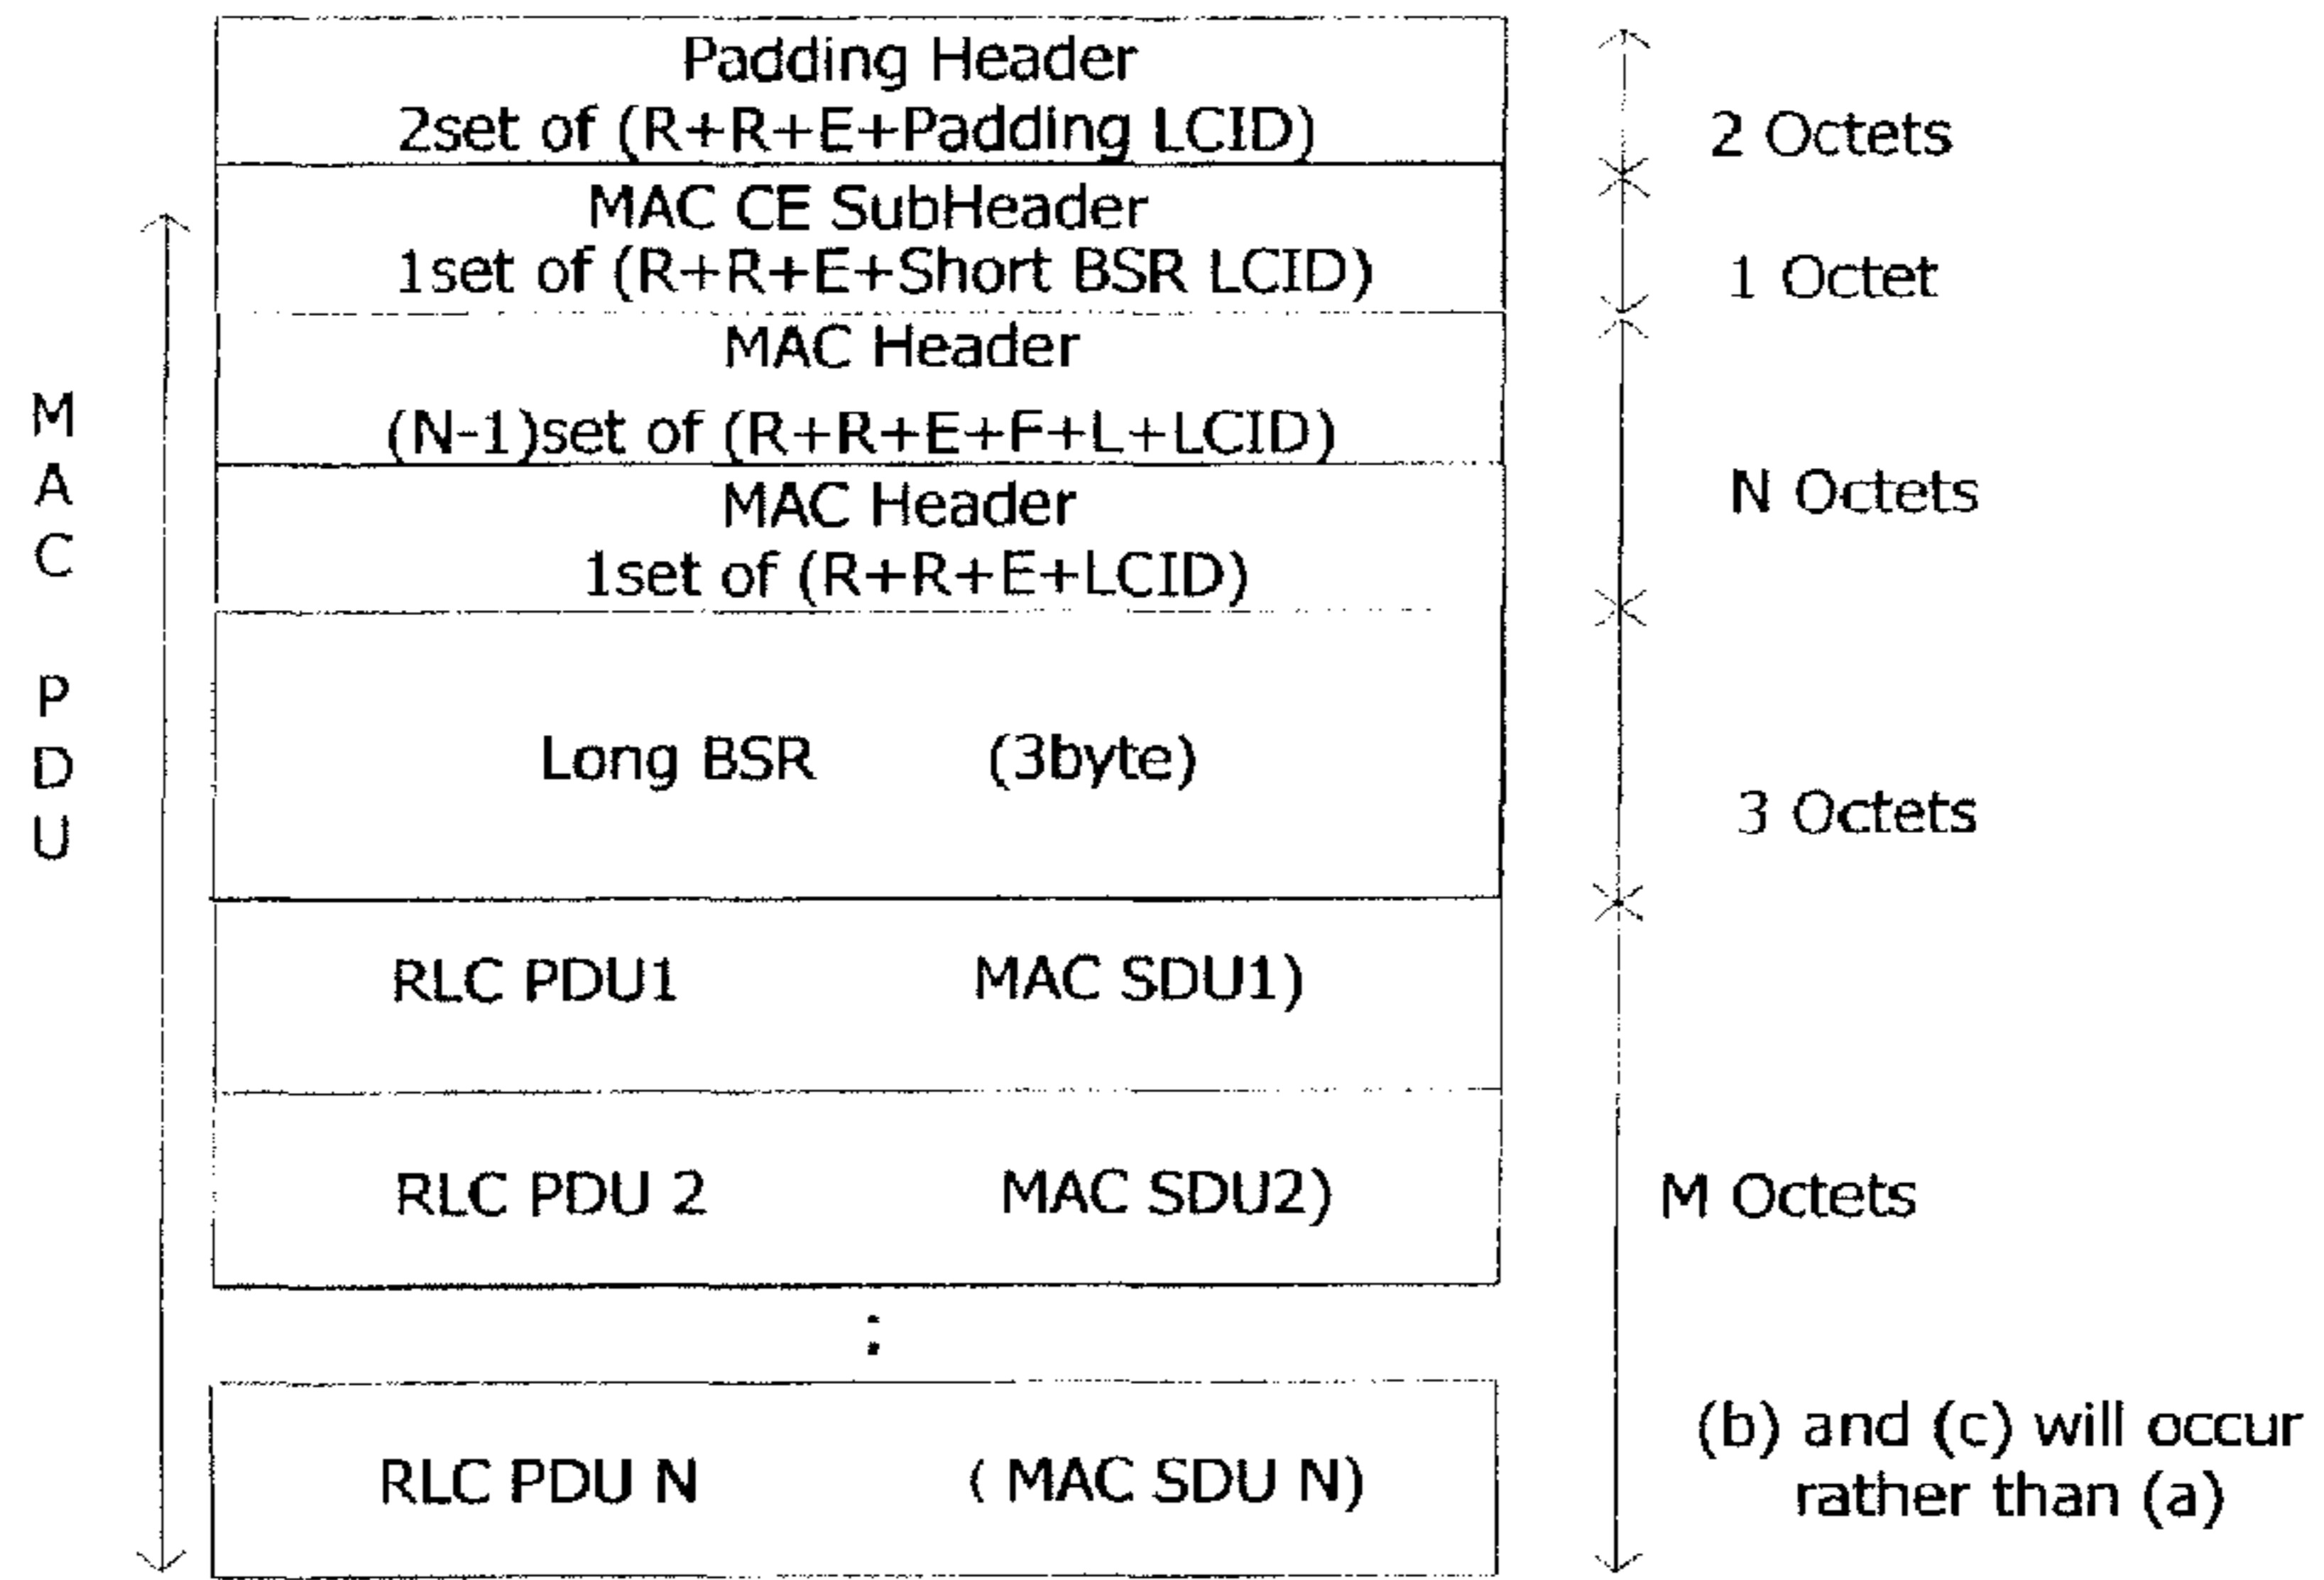 Padding Header
2set of (R+R+E+Padding LCID)
2 Octets
MAC CE SubHeader
1set of (R+R+E+Short BSR LCID)
1 Octet
MAC Header
(N-1)set of (R+R+E+F+L+LCID)
MAC Header
1set of (R+R+E+LCID)
N Octets
Long BSR (3byte)
3 Octets
RLC PDU1 MAC SDU1)
RLC PDU 2 MAC SDU2)
M Octets
:
RLC PDU N ( MAC SDU N)
(b) and (c) will occur
rather than (a)
M
A
C
P
D
U